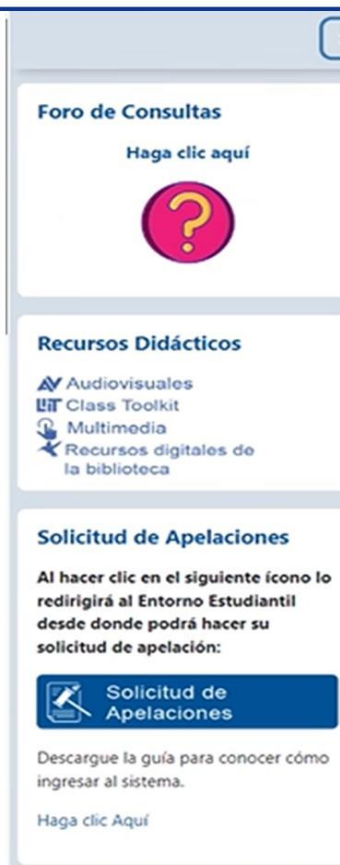 Foro de Consultas
Haga clic aquí
?
Recursos Didácticos
AV Audiovisuales
LiiT Class Toolkit
Multimedia
Recursos digitales de
la biblioteca
Solicitud de Apelaciones
Al hacer clic en el siguiente ícono lo
redirigirá al Entorno Estudiantil
desde donde podrá hacer su
solicitud de apelación:
Solicitud de
Apelaciones
Descargue la guía para conocer cómo
ingresar al sistema.
Haga clic Aquí